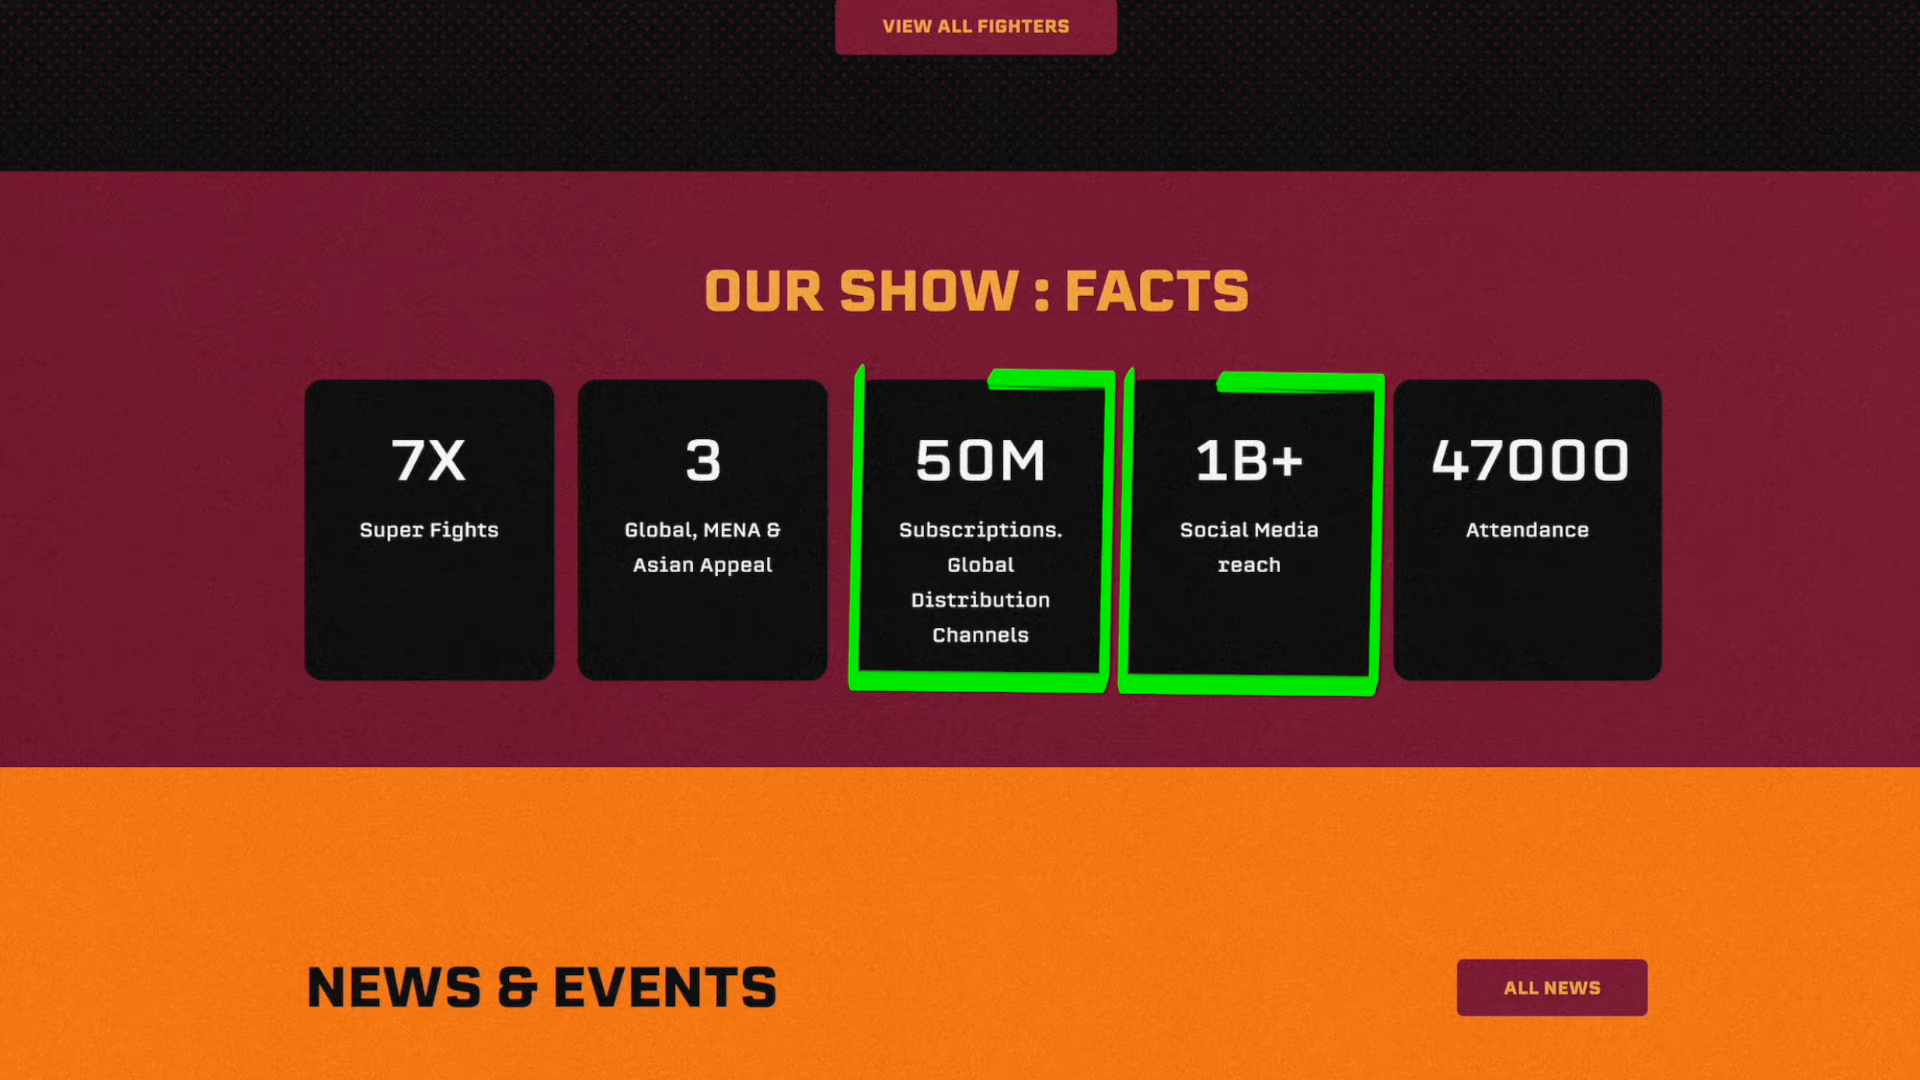 VIEW ALL FIGHTERS
OUR SHOW : FACTS
7X
Super Fights
3
Global, MENA &
Asian Appeal
50M
Subscriptions.
Global
Distribution
Channels
1B+
Social Media
reach
47000
Attendance
NEWS & EVENTS
ALL NEWS